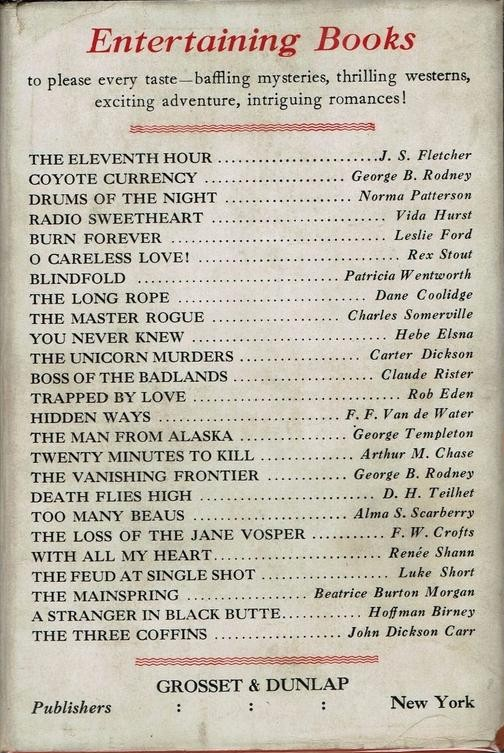 Entertaining Books
to please every taste—baffling mysteries, thrilling westerns,
exciting adventure, intriguing romances!
THE ELEVENTH HOUR ........................J. S. Fletcher
COYOTE CURRENCY ...................... George B. Rodney
DRUMS OF THE NIGHT ..................... Norma Patterson
RADIO SWEETHEART ............................ Vida Hurst
BURN FOREVER ................................. Leslie Ford
O CARELESS LOVE! ................................ Rex Stout
BLINDFOLD .............................. Patricia Wentworth
THE LONG ROPE ............................ Dane Coolidge
THE MASTER ROGUE .................... Charles Somerville
YOU NEVER KNEW .............................. Hebe Elsna
THE UNICORN MURDERS ................... Carter Dickson
BOSS OF THE BADLANDS ..................... Claude Rister
TRAPPED BY LOVE ................................ Rob Eden
HIDDEN WAYS ........................... F. F. Van de Water
THE MAN FROM ALASKA ................ George Templeton
TWENTY MINUTES TO KILL ............... Arthur M. Chase
THE VANISHING FRONTIER ............. George B. Rodney
DEATH FLIES HIGH .......................... D. H. Teilhet
TOO MANY BEAUS ..................... Alma S. Scarberry
THE LOSS OF THE JANE VOSPER ........... F. W. Crofts
WITH ALL MY HEART......................... Renée Shann
THE FEUD AT SINGLE SHOT .................... Luke Short
THE MAINSPRING ................. Beatrice Burton Morgan
A STRANGER IN BLACK BUTTE........... Hoffman Birney
THE THREE COFFINS ................... John Dickson Carr
GROSSET & DUNLAP
Publishers : : : New York